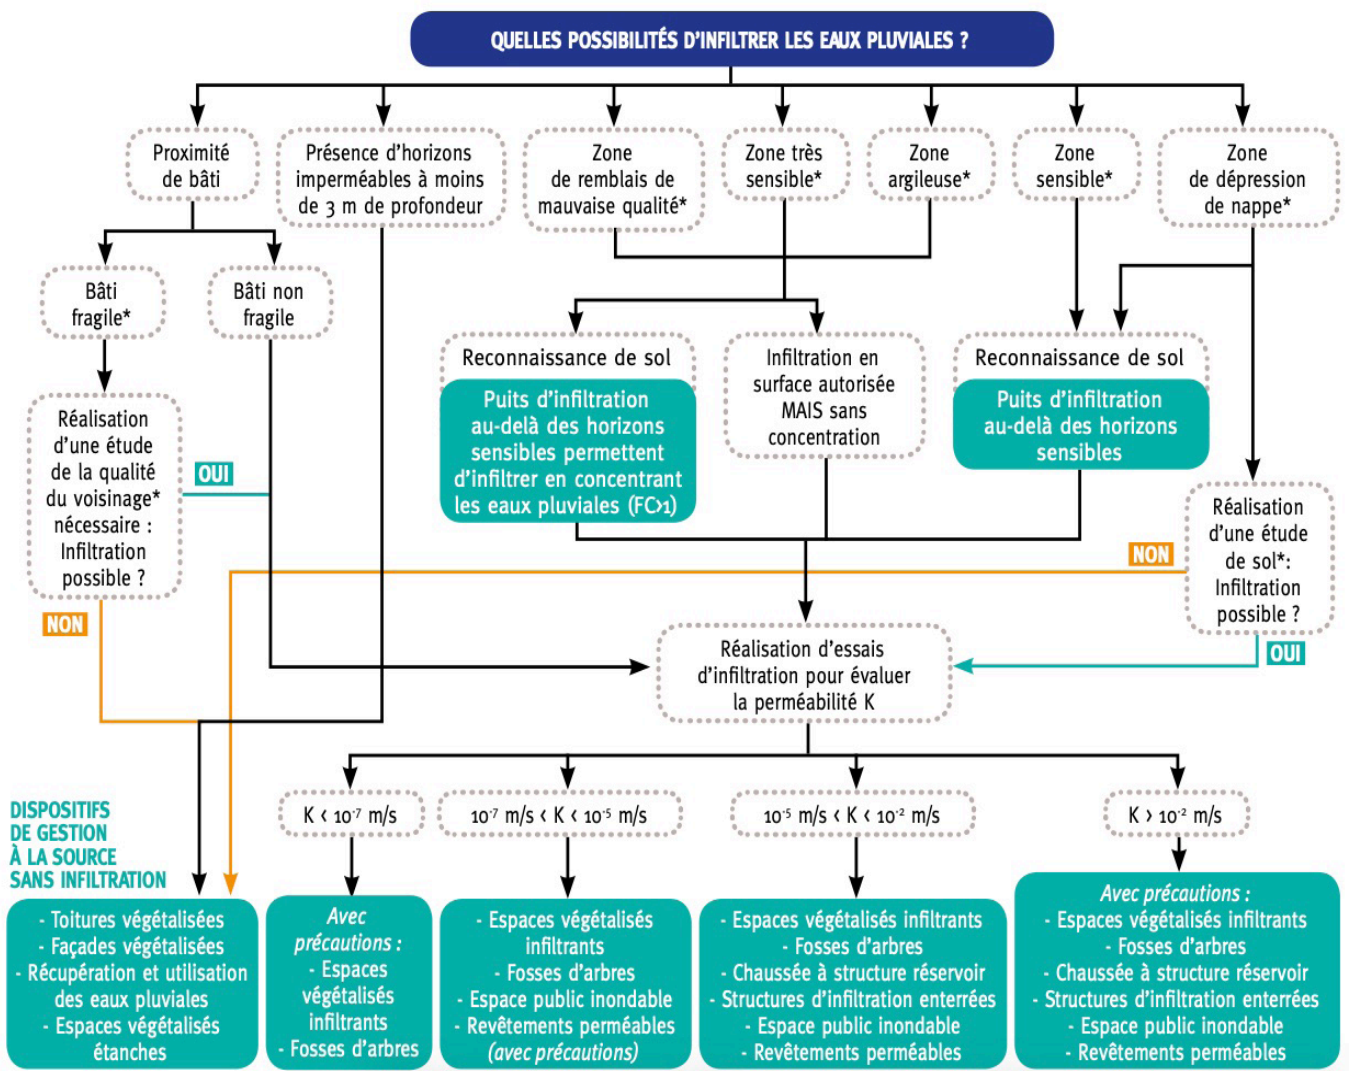 QUELLES POSSIBILITÉS D'INFILTRER LES EAUX PLUVIALES ?
Proximité
de bâti
Présence d'horizons
imperméables à moins
de 3 m de profondeur
Zone
de remblais de
mauvaise qualité*
Zone très
sensible*
Zone
argileuse*
Zone
sensible*
Zone
de dépression
de nappe*
Bâti
fragile*
Bâti non
fragile
Reconnaissance de sol
Puits d'infiltration
au-delà des horizons
sensibles permettent
d'infiltrer en concentrant
les eaux pluviales (FC>1)
Infiltration en
surface autorisée
MAIS sans
concentration
Reconnaissance de sol
Puits d'infiltration
au-delà des horizons
sensibles
Réalisation
d'une étude
de la qualité
du voisinage*
nécessaire :
Infiltration
possible ?
OUI
NON
Réalisation
d'une étude
de sol*:
Infiltration
possible ?
NON
OUI
Réalisation d'essais
d'infiltration pour évaluer
la perméabilité K
K < 10⁻⁷ m/s
10⁻⁷ m/s < K < 10⁻⁵ m/s
10⁻⁵ m/s < K < 10⁻² m/s
K > 10⁻² m/s
DISPOSITIFS
DE GESTION
À LA SOURCE
SANS INFILTRATION
- Toitures végétalisées
- Façades végétalisées
- Récupération et utilisation
des eaux pluviales
- Espaces végétalisés
étanches
Avec
précautions :
- Espaces
végétalisés
infiltrants
- Fosses d'arbres
- Espaces végétalisés
infiltrants
- Fosses d'arbres
- Espace public inondable
- Revêtements perméables
(avec précautions)
- Espaces végétalisés infiltrants
- Fosses d'arbres
- Chaussée à structure réservoir
- Structures d'infiltration enterrées
- Espace public inondable
- Revêtements perméables
Avec précautions :
- Espaces végétalisés infiltrants
- Fosses d'arbres
- Chaussée à structure réservoir
- Structures d'infiltration enterrées
- Espace public inondable
- Revêtements perméables